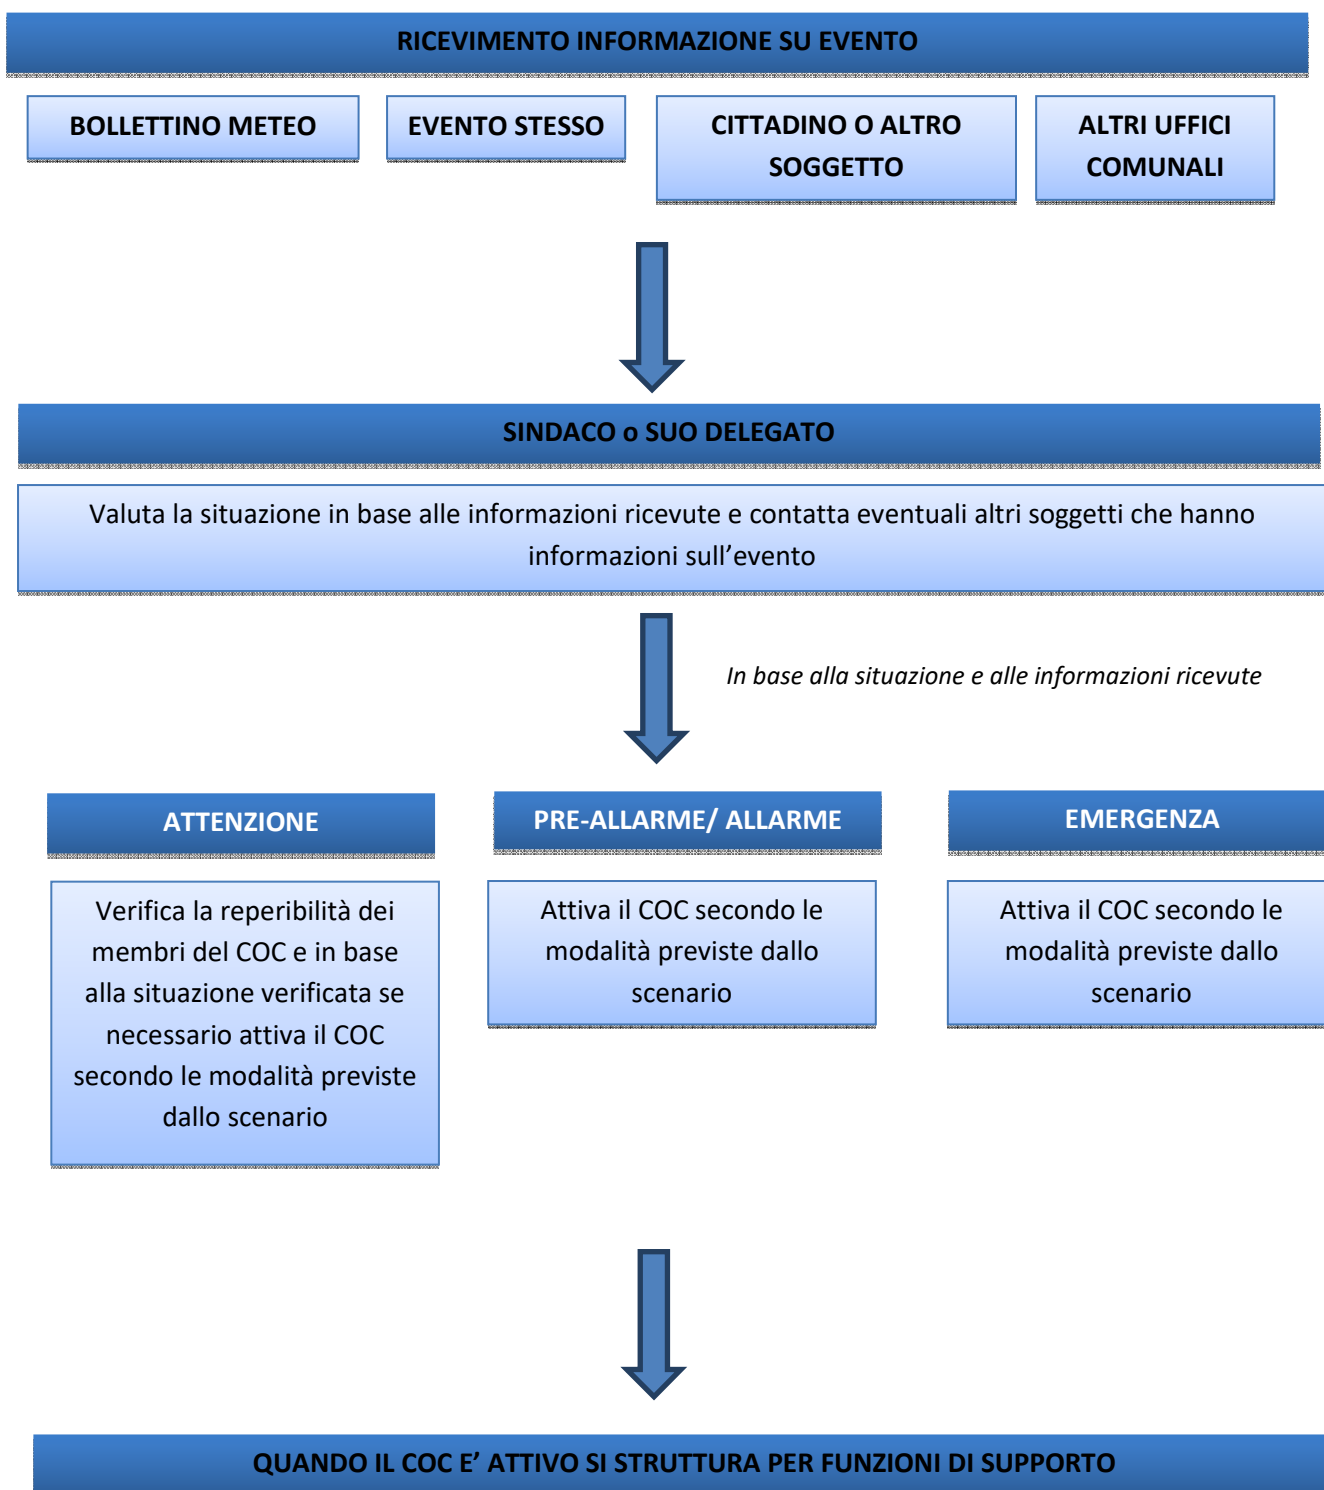 RICEVIMENTO INFORMAZIONE SU EVENTO
BOLLETTINO METEO
EVENTO STESSO
CITTADINO O ALTRO
SOGGETTO
ALTRI UFFICI
COMUNALI
SINDACO o SUO DELEGATO
Valuta la situazione in base alle informazioni ricevute e contatta eventuali altri soggetti che hanno
informazioni sull’evento
In base alla situazione e alle informazioni ricevute
ATTENZIONE
Verifica la reperibilità dei
membri del COC e in base
alla situazione verificata se
necessario attiva il COC
secondo le modalità previste
dallo scenario
PRE-ALLARME/ ALLARME
Attiva il COC secondo le
modalità previste dallo
scenario
EMERGENZA
Attiva il COC secondo le
modalità previste dallo
scenario
QUANDO IL COC E’ ATTIVO SI STRUTTURA PER FUNZIONI DI SUPPORTO